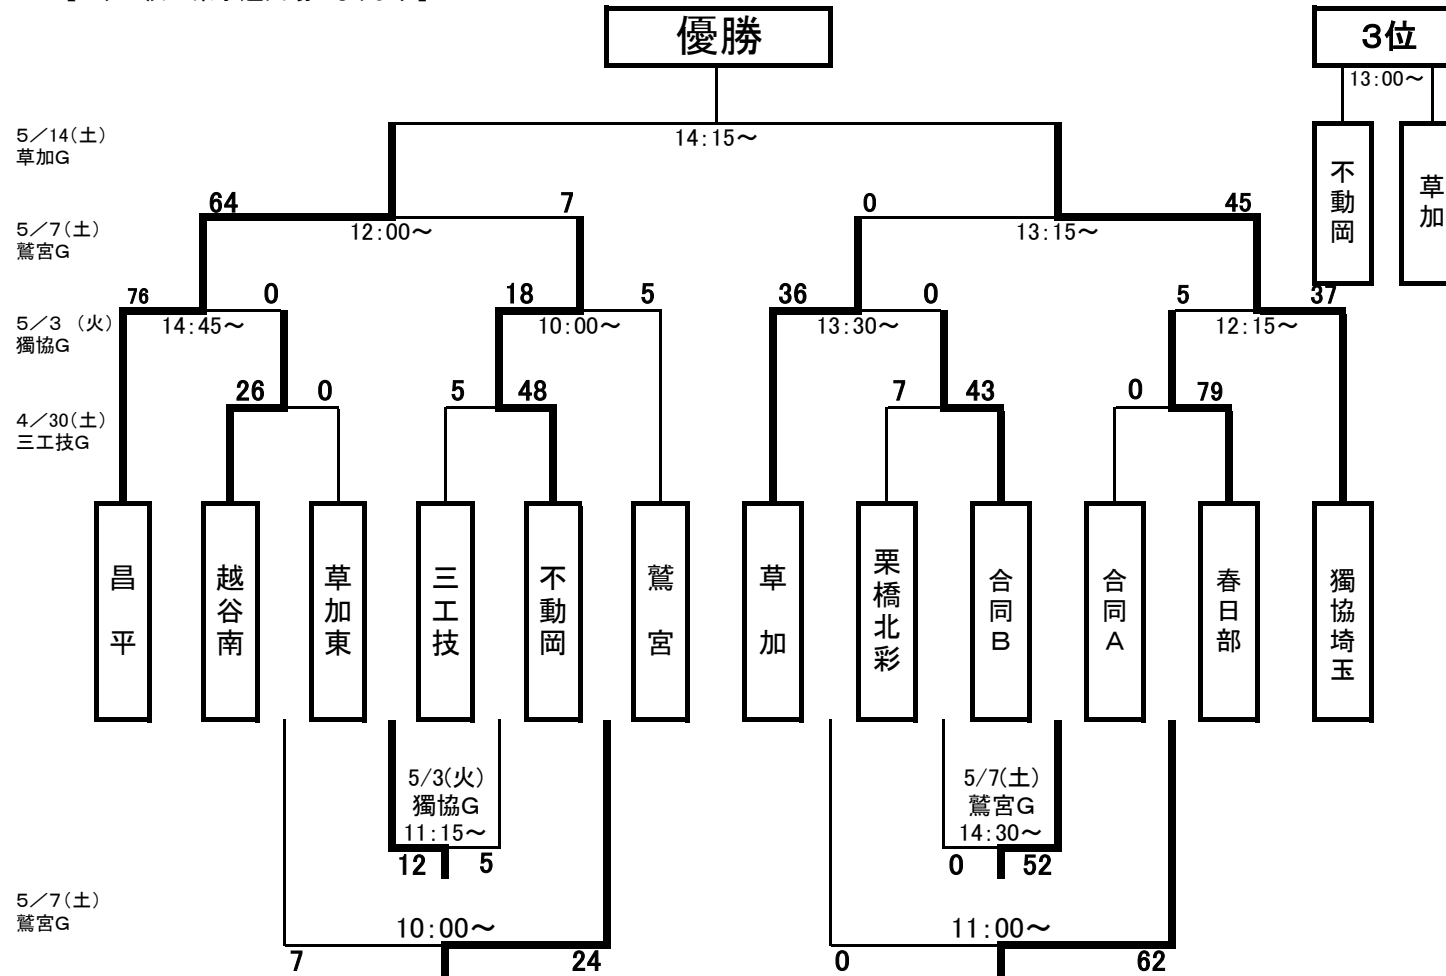 優勝
3位
13:00～
5／14(土)
草加G
14:15～
不動岡
草加
64
7
0
45
5／7(土)
鷲宮G
12:00～
13:15～
76
0
18
5
36
0
5
37
5／3 （火）
獨協G
14:45～
10:00～
13:30～
12:15～
26
0
5
48
7
43
0
79
4／30(土)
三工技G
昌平
越谷南
草加東
三工技
不動岡
鷲宮
草加
栗橋北彩
合同B
合同A
春日部
獨協埼玉
5/3(火)
獨協G
11:15～
12
5
5/7(土)
鷲宮G
14:30～
0
52
5／7(土)
鷲宮G
10:00～
7
24
11:00～
0
62